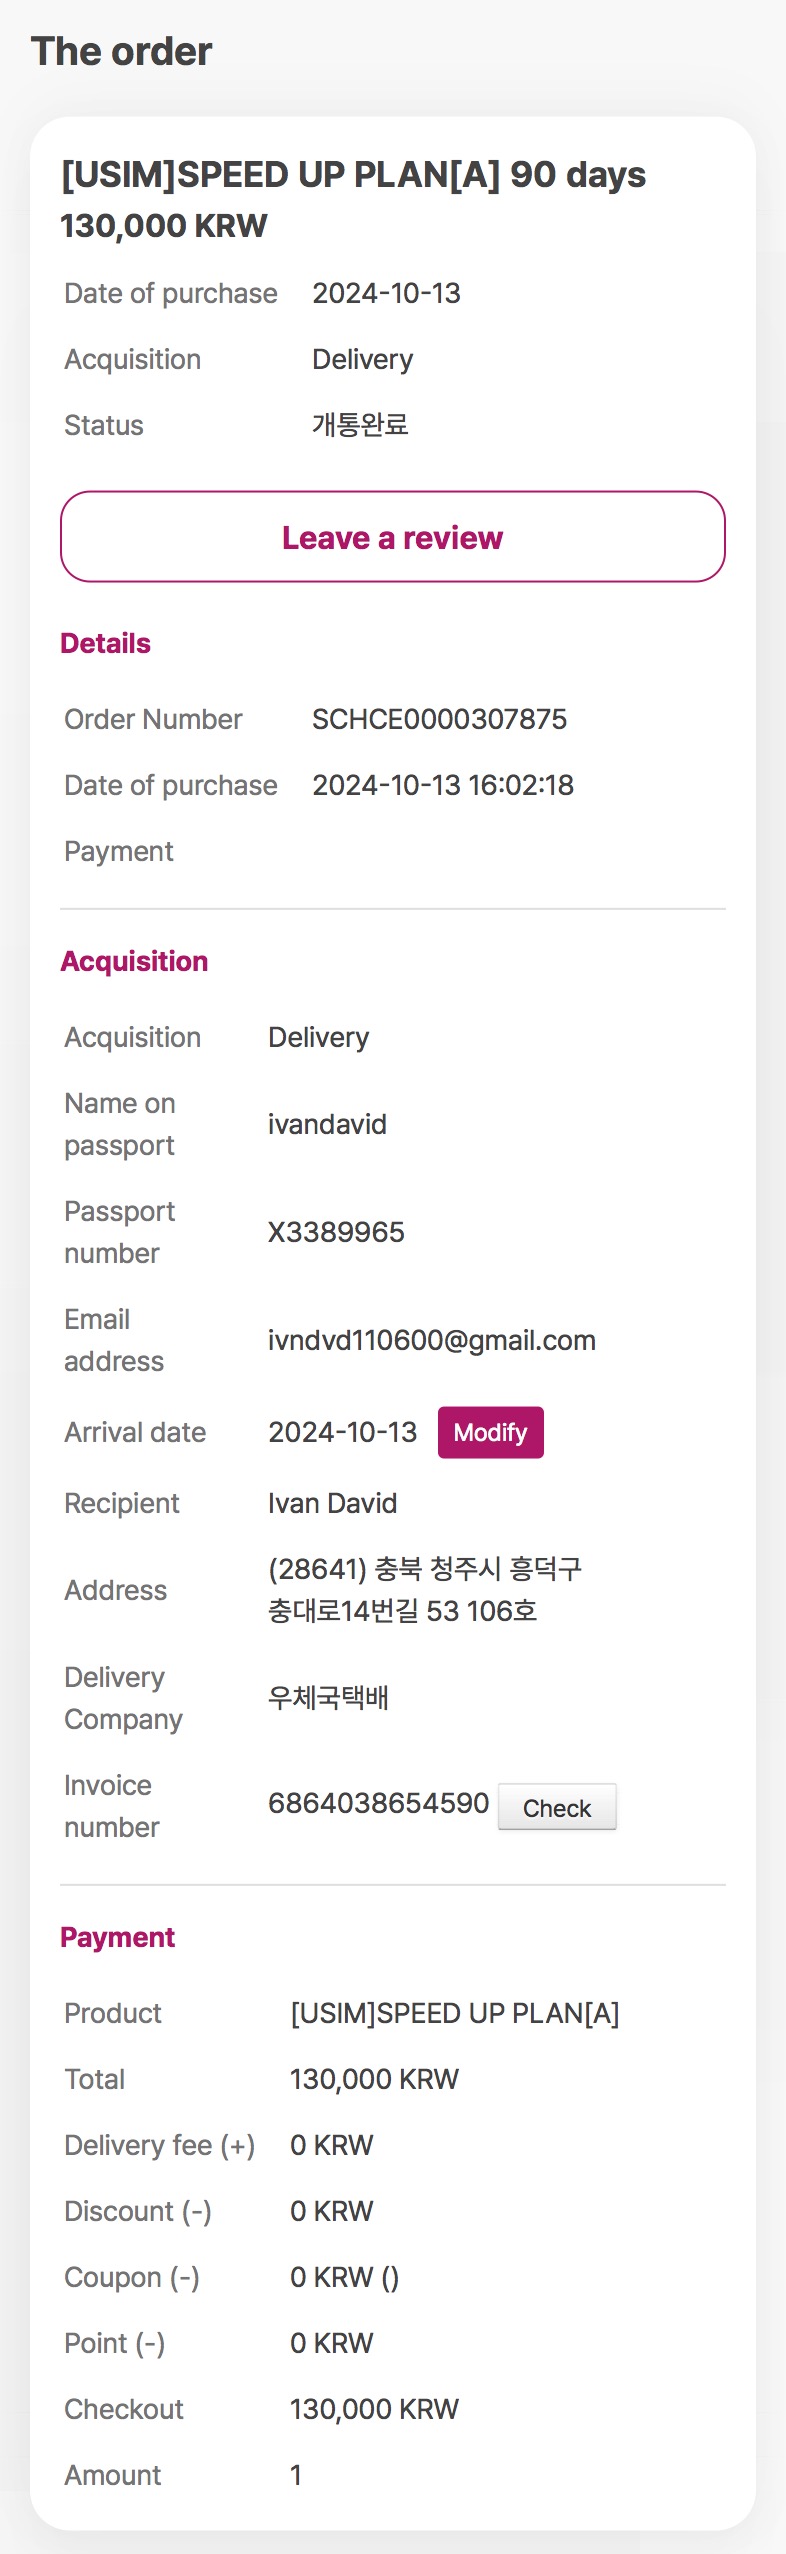 The order
[USIM]SPEED UP PLAN[A] 90 days
130,000 KRW
Date of purchase 2024-10-13
Acquisition Delivery
Status 개통완료
Leave a review
Details
Order Number SCHCE0000307875
Date of purchase 2024-10-13 16:02:18
Payment
Acquisition
Acquisition Delivery
Name on
passport
ivandavid
Passport
number
X3389965
Email
address
ivndvd110600@gmail.com
Arrival date 2024-10-13 Modify
Recipient Ivan David
Address
(28641) 충북 청주시 흥덕구
충대로14번길 53 106호
Delivery
Company
우체국택배
Invoice
number
6864038654590 Check
Payment
Product [USIM]SPEED UP PLAN[A]
Total 130,000 KRW
Delivery fee (+) 0 KRW
Discount (-) 0 KRW
Coupon (-) 0 KRW ()
Point (-) 0 KRW
Checkout 130,000 KRW
Amount 1